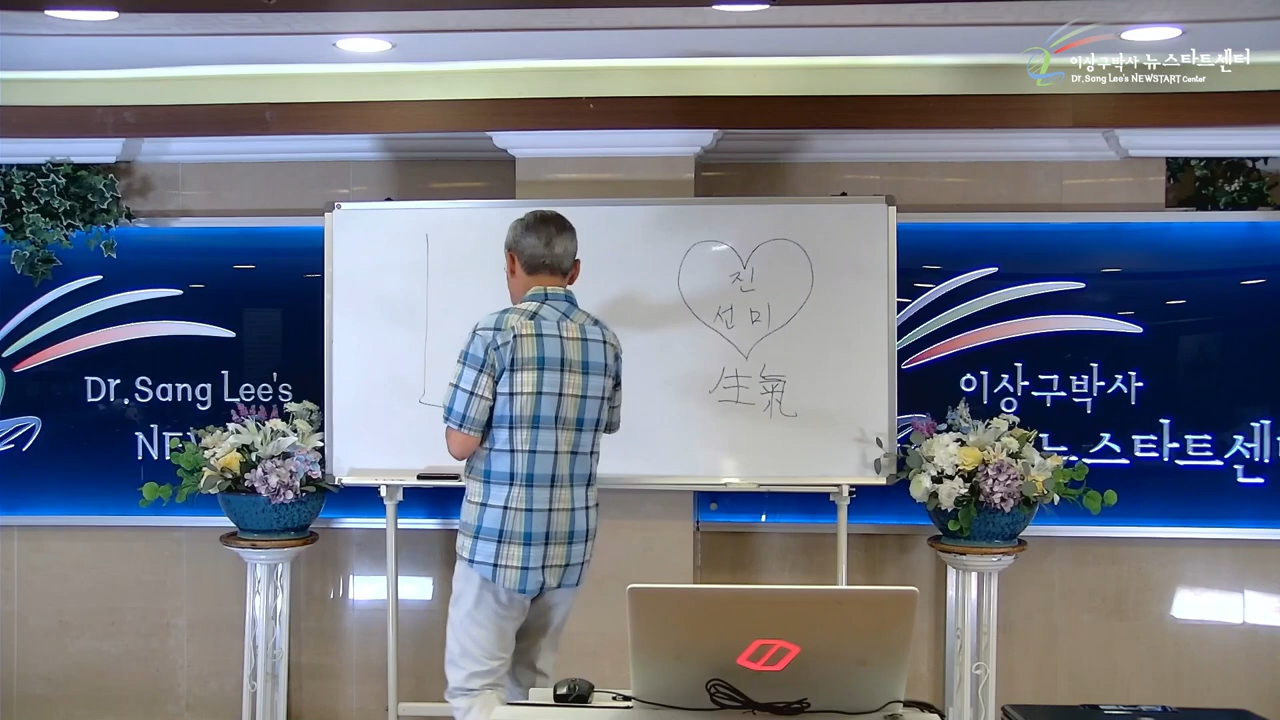 이상구박사 뉴스타트센터
Dr.Sang Lee's NEWSTART Center
진
선 미
生氣
Dr.Sang Lee's
이상구박사
뉴스타트센